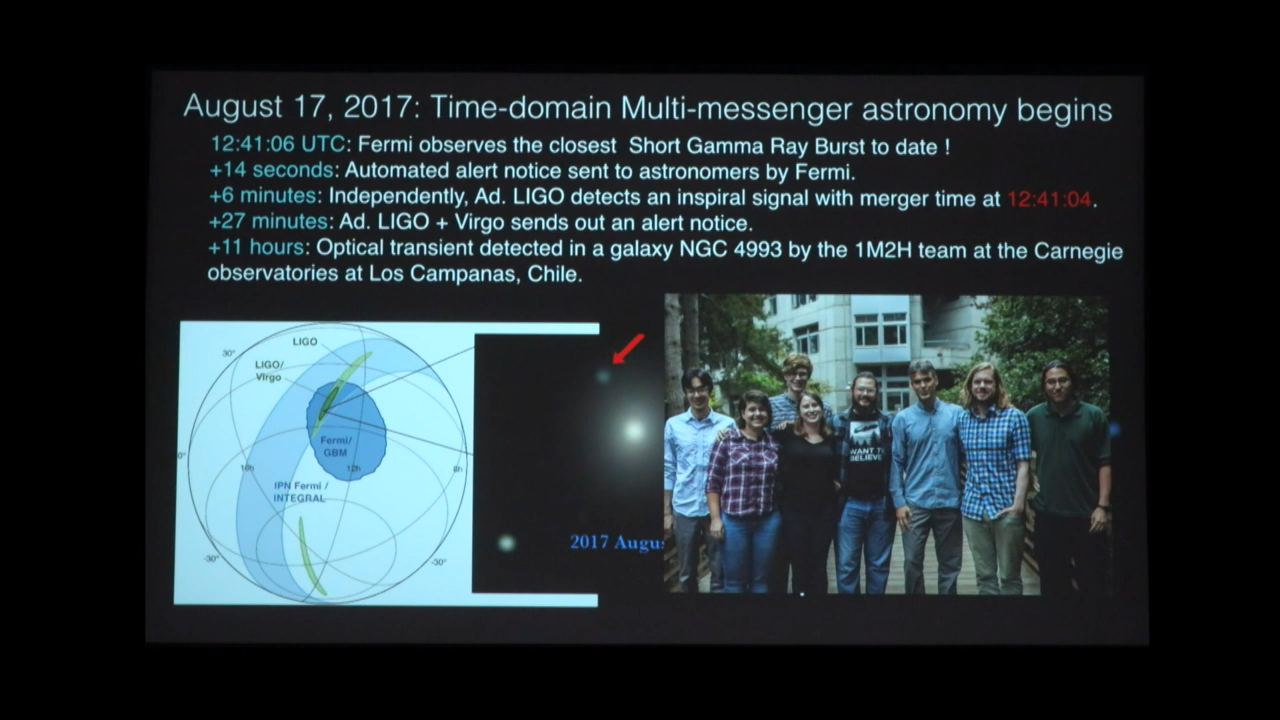 August 17, 2017: Time-domain Multi-messenger astronomy begins
12:41:06 UTC: Fermi observes the closest Short Gamma Ray Burst to date !
+14 seconds: Automated alert notice sent to astronomers by Fermi.
+6 minutes: Independently, Ad. LIGO detects an inspiral signal with merger time at 12:41:04.
+27 minutes: Ad. LIGO + Virgo sends out an alert notice.
+11 hours: Optical transient detected in a galaxy NGC 4993 by the 1M2H team at the Carnegie
observatories at Los Campanas, Chile.
LIGO
30°
LIGO/
Virgo
Fermi/
GBM
0°
16h
12h
8h
IPN Fermi /
INTEGRAL
-30°
-30°
2017 Augus
WANT T
BELIEVE